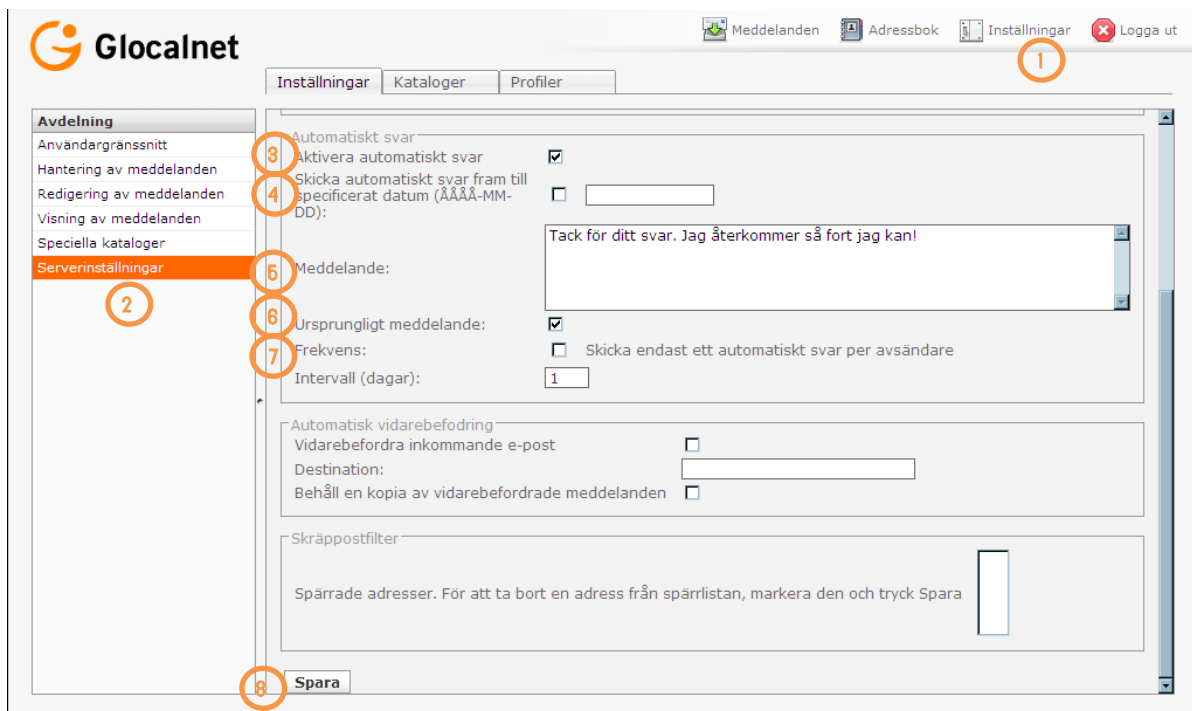 Glocalnet
Meddelanden
Adressbok
Inställningar
Logga ut
1
Inställningar
Kataloger
Profiler
Avdelning
Användargränssnitt
Hantering av meddelanden
Redigering av meddelanden
Visning av meddelanden
Speciella kataloger
Serverinställningar
2
Automatiskt svar
3
Aktivera automatiskt svar
4
Skicka automatiskt svar fram till
specificerat datum (ÅÅÅÅ-MM-
DD):
5
Meddelande:
Tack för ditt svar. Jag återkommer så fort jag kan!
6
Ursprungligt meddelande:
7
Frekvens:
Skicka endast ett automatiskt svar per avsändare
Intervall (dagar):
1
Automatisk vidarebefodring
Vidarebefordra inkommande e-post
Destination:
Behåll en kopia av vidarebefordrade meddelanden
Skräppostfilter
Spärrade adresser. För att ta bort en adress från spärrlistan, markera den och tryck Spara
8
Spara